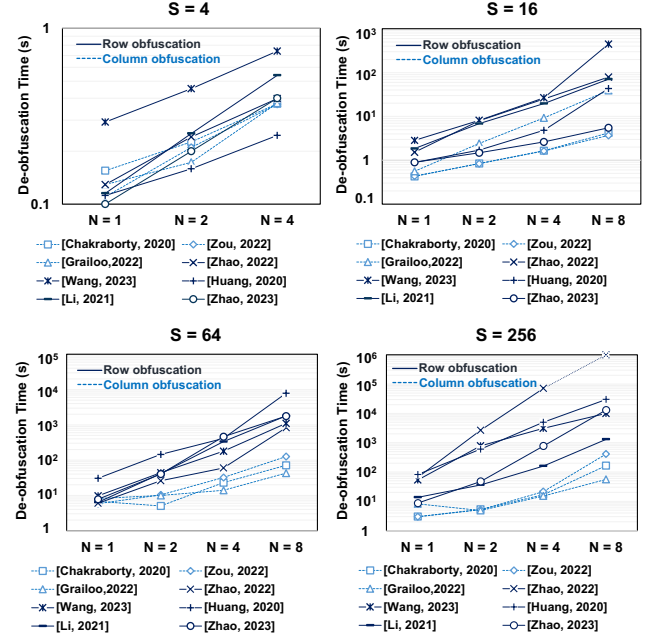 S = 4
De-obfuscation Time (s)
1
0.1
Row obfuscation
Column obfuscation
N = 1 N = 2 N = 4
[Chakraborty, 2020] [Zou, 2022]
[Grailoo,2022] [Zhao, 2022]
[Wang, 2023] [Huang, 2020]
[Li, 2021] [Zhao, 2023]
S = 16
De-obfuscation Time (s)
10³
10²
10¹
1
0.1
Row obfuscation
Column obfuscation
N = 1 N = 2 N = 4 N = 8
[Chakraborty, 2020] [Zou, 2022]
[Grailoo,2022] [Zhao, 2022]
[Wang, 2023] [Huang, 2020]
[Li, 2021] [Zhao, 2023]
S = 64
De-obfuscation Time (s)
10⁵
10⁴
10³
10²
10¹
1
Row obfuscation
Column obfuscation
N = 1 N = 2 N = 4 N = 8
[Chakraborty, 2020] [Zou, 2022]
[Grailoo,2022] [Zhao, 2022]
[Wang, 2023] [Huang, 2020]
[Li, 2021] [Zhao, 2023]
S = 256
De-obfuscation Time (s)
10⁶
10⁵
10⁴
10³
10²
10¹
1
Row obfuscation
Column obfuscation
N = 1 N = 2 N = 4 N = 8
[Chakraborty, 2020] [Zou, 2022]
[Grailoo,2022] [Zhao, 2022]
[Wang, 2023] [Huang, 2020]
[Li, 2021] [Zhao, 2023]